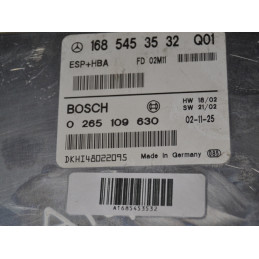 168 545 35 32 Q01
ESP+HBA FD 02M11
BOSCH HW 18/02
SW 21/02
0 265 109 630 02-11-25
DKHI48022095 Made in Germany
A1685453532